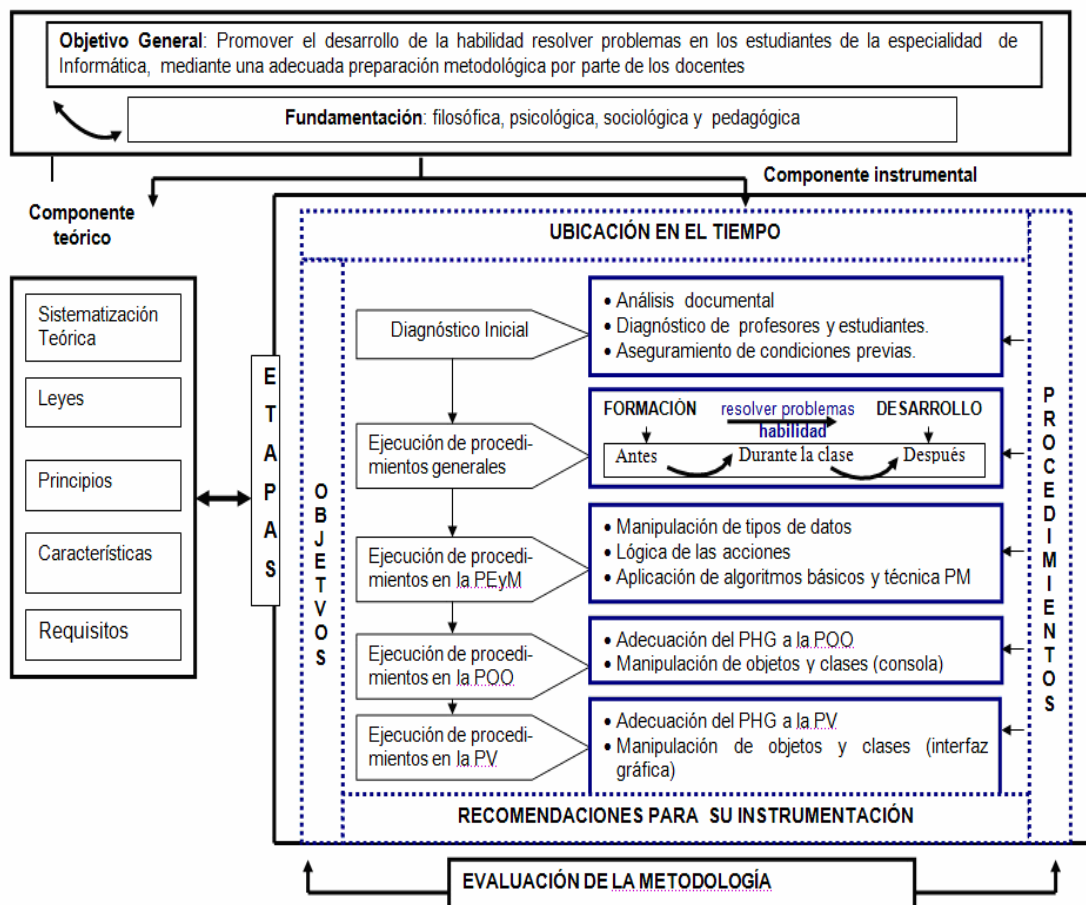 Objetivo General: Promover el desarrollo de la habilidad resolver problemas en los estudiantes de la especialidad de
Informática, mediante una adecuada preparación metodológica por parte de los docentes
Fundamentación: filosófica, psicológica, sociológica y pedagógica
Componente
teórico
Componente instrumental
Sistematización
Teórica
Leyes
Principios
Características
Requisitos
ETAPAS
UBICACIÓN EN EL TIEMPO
OBJETVOS
Diagnóstico Inicial
• Análisis documental
• Diagnóstico de profesores y estudiantes.
• Aseguramiento de condiciones previas.
Ejecución de procedi-
mientos generales
FORMACIÓN resolver problemas DESARROLLO
habilidad
Antes Durante la clase Después
Ejecución de procedi-
mientos en la PEyM
• Manipulación de tipos de datos
• Lógica de las acciones
• Aplicación de algoritmos básicos y técnica PM
Ejecución de procedi-
mientos en la POO
• Adecuación del PHG a la POO
• Manipulación de objetos y clases (consola)
Ejecución de procedi-
mientos en la PV
• Adecuación del PHG a la PV
• Manipulación de objetos y clases (interfaz
gráfica)
PROCEDIMIENTOS
RECOMENDACIONES PARA SU INSTRUMENTACIÓN
EVALUACIÓN DE LA METODOLOGÍA